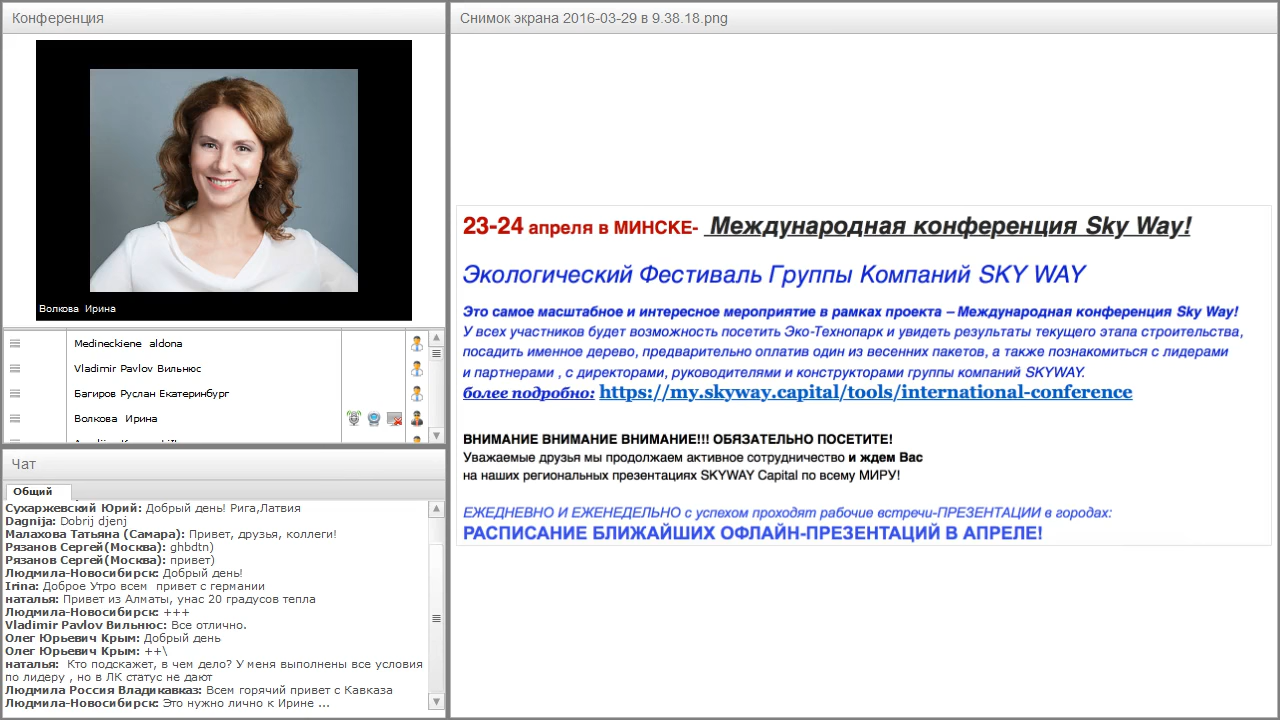 Конференция
Волкова Ирина
Medineckiene aldona
Vladimir Pavlov Вильнюс
Багиров Руслан Екатеринбург
Волкова Ирина
Чат
Общий
Сухаржевский Юрий: Добрый день! Рига,Латвия
Dagnija: Dobrij djenj
Малахова Татьяна (Самара): Привет, друзья, коллеги!
Рязанов Сергей(Москва): ghbdtn)
Рязанов Сергей(Москва): привет)
Людмила-Новосибирск: Добрый день!
Irina: Доброе Утро всем привет с германии
наталья: Привет из Алматы, унас 20 градусов тепла
Людмила-Новосибирск: +++
Vladimir Pavlov Вильнюс: Все отлично.
Олег Юрьевич Крым: Добрый день
Олег Юрьевич Крым: ++\
наталья: Кто подскажет, в чем дело? У меня выполнены все условия
по лидеру , но в ЛК статус не дают
Людмила Россия Владикавказ: Всем горячий привет с Кавказа
Людмила-Новосибирск: Это нужно лично к Ирине ...
Снимок экрана 2016-03-29 в 9.38.18.png
23-24 апреля в МИНСКЕ- Международная конференция Sky Way!
Экологический Фестиваль Группы Компаний SKY WAY
Это самое масштабное и интересное мероприятие в рамках проекта – Международная конференция Sky Way!
У всех участников будет возможность посетить Эко-Технопарк и увидеть результаты текущего этапа строительства,
посадить именное дерево, предварительно оплатив один из весенних пакетов, а также познакомиться с лидерами
и партнерами , с директорами, руководителями и конструкторами группы компаний SKYWAY.
более подробно: https://my.skyway.capital/tools/international-conference
ВНИМАНИЕ ВНИМАНИЕ ВНИМАНИЕ!!! ОБЯЗАТЕЛЬНО ПОСЕТИТЕ!
Уважаемые друзья мы продолжаем активное сотрудничество и ждем Вас
на наших региональных презентациях SKYWAY Capital по всему МИРУ!
ЕЖЕДНЕВНО И ЕЖЕНЕДЕЛЬНО с успехом проходят рабочие встречи-ПРЕЗЕНТАЦИИ в городах:
РАСПИСАНИЕ БЛИЖАЙШИХ ОФЛАЙН-ПРЕЗЕНТАЦИЙ В АПРЕЛЕ!